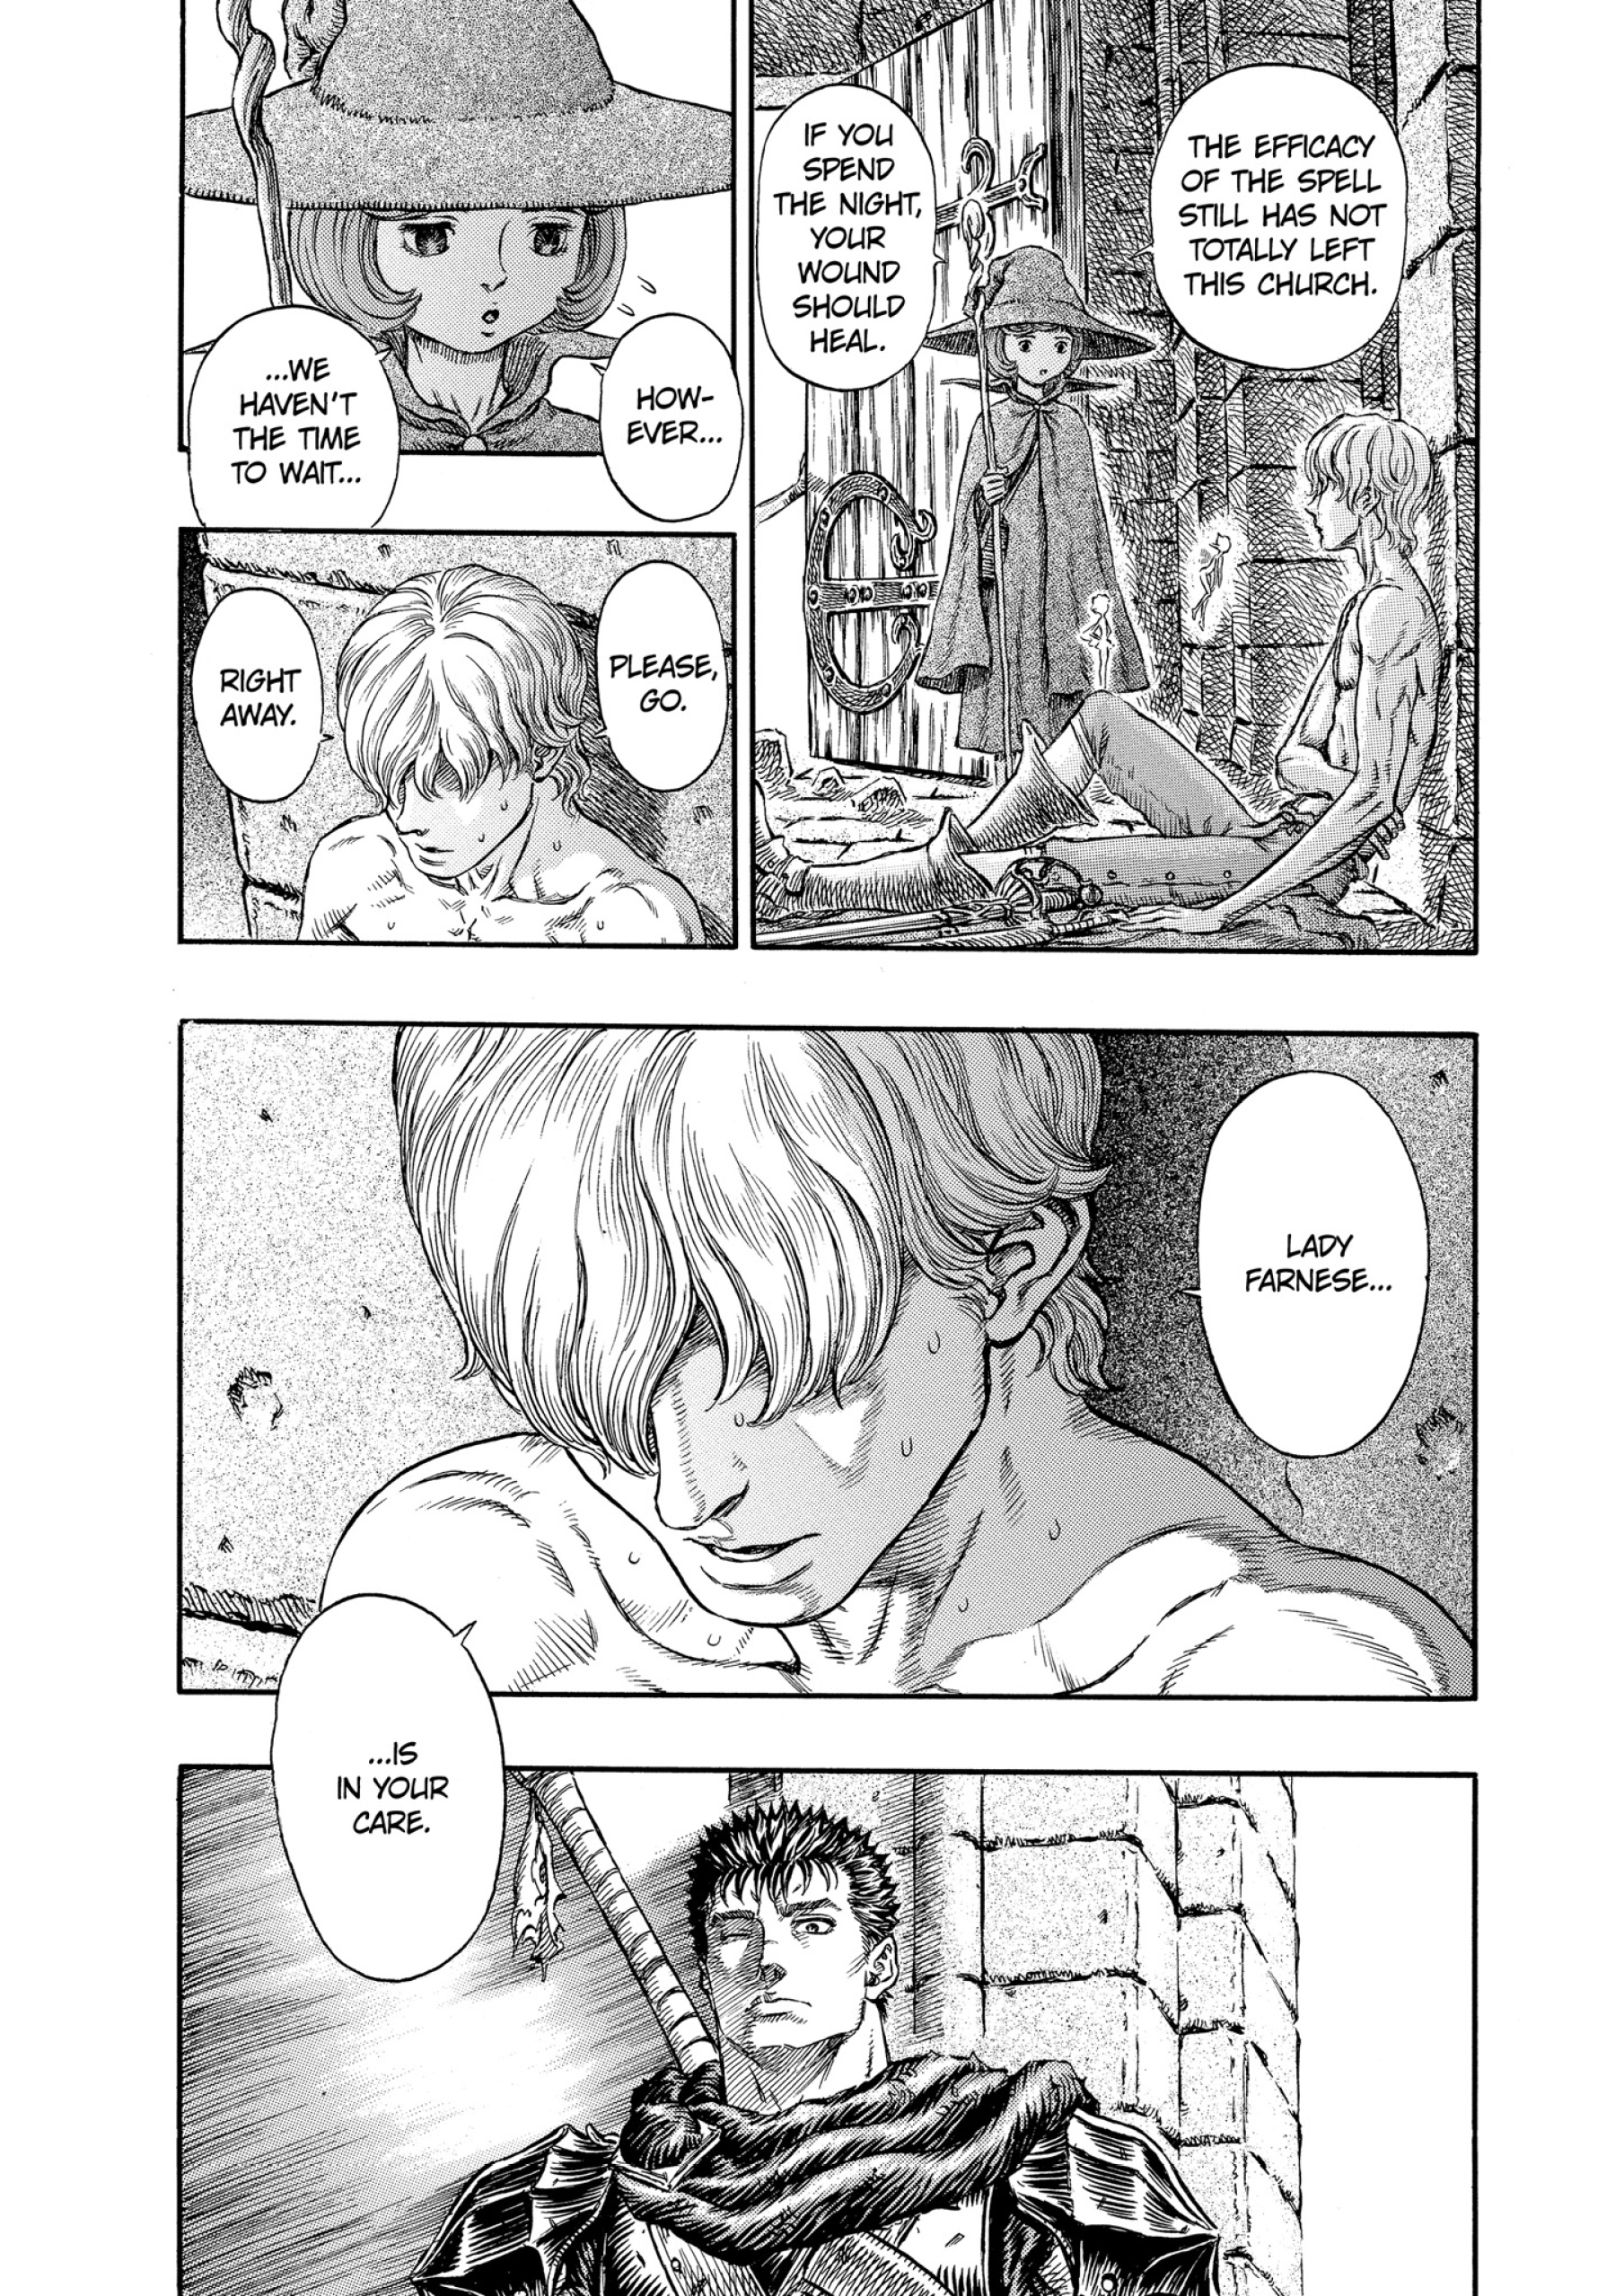 THE EFFICACY
OF THE SPELL
STILL HAS NOT
TOTALLY LEFT
THIS CHURCH.
IF YOU
SPEND
THE NIGHT,
YOUR
WOUND
SHOULD
HEAL.
HOW-
EVER...
...WE
HAVEN'T
THE TIME
TO WAIT...
PLEASE,
GO.
RIGHT
AWAY.
LADY
FARNESE...
...IS
IN YOUR
CARE.